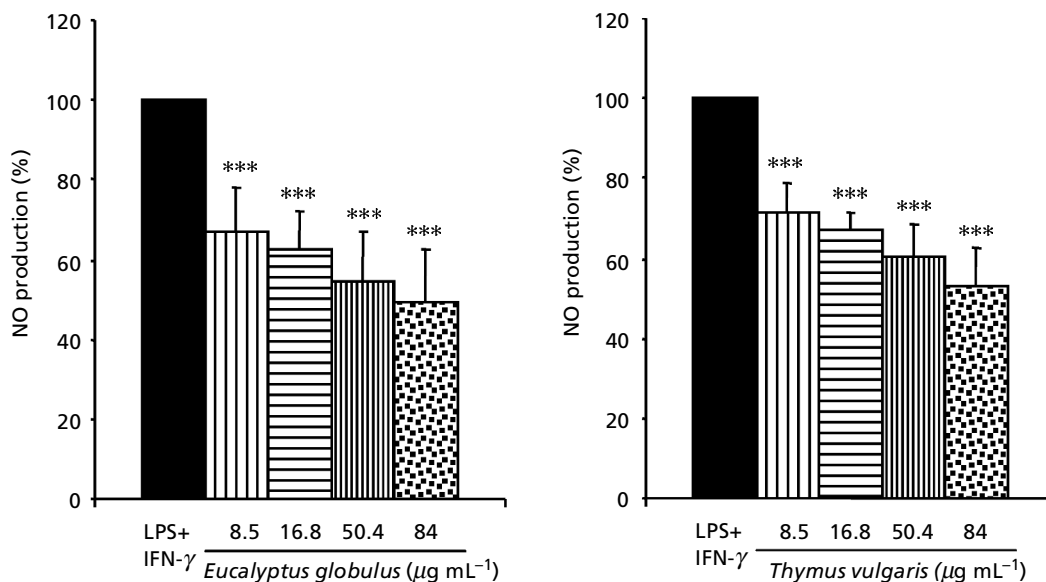 120
100
80
60
40
20
0
NO production (%)
***
***
***
***
LPS+
IFN-γ
8.5 16.8 50.4 84
Eucalyptus globulus (μg mL⁻¹)
120
100
80
60
40
20
0
NO production (%)
***
***
***
***
LPS+
IFN-γ
8.5 16.8 50.4 84
Thymus vulgaris (μg mL⁻¹)